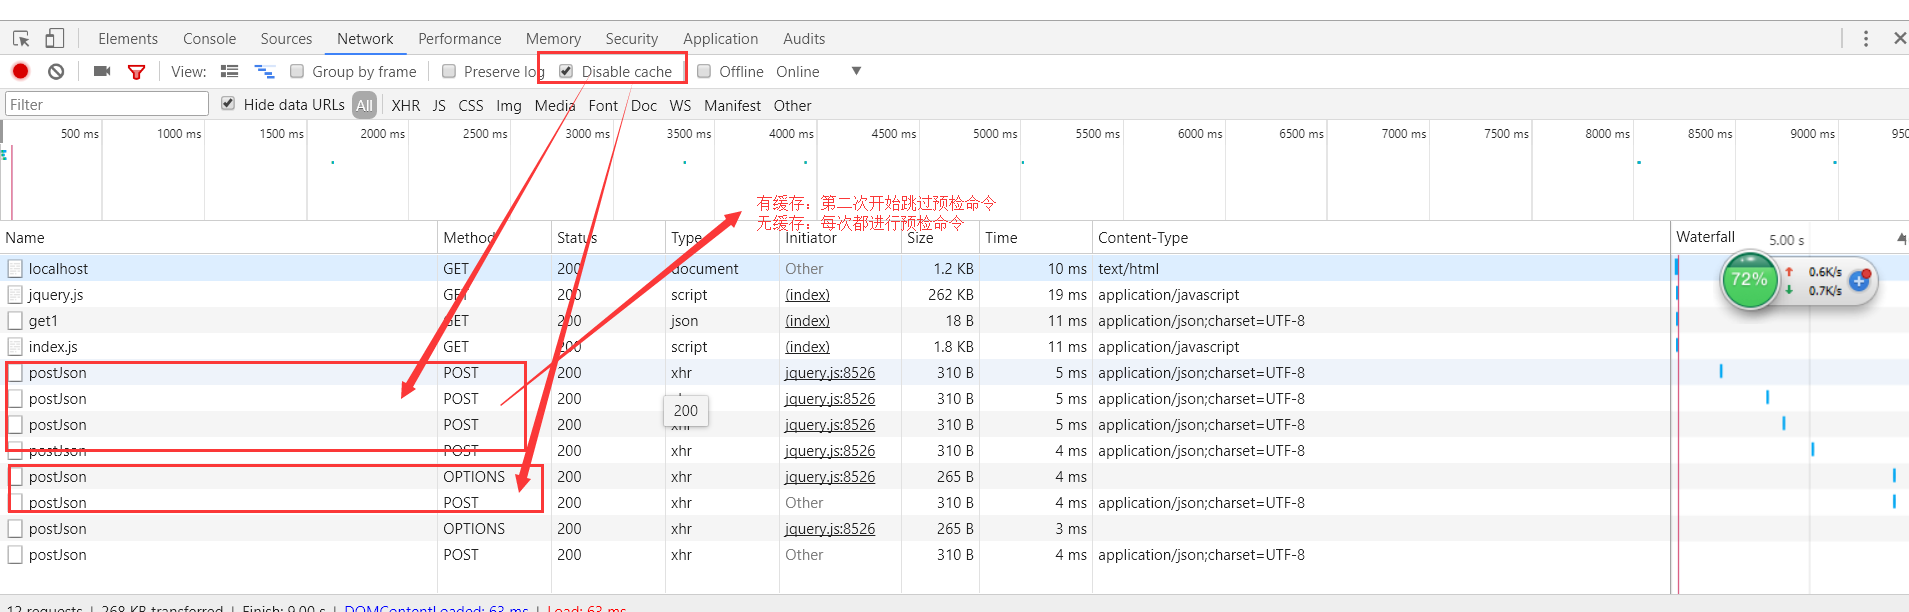 Elements Console Sources Network Performance Memory Security Application Audits
View: Group by frame Preserve log Disable cache Offline Online
Filter Hide data URLs All XHR JS CSS Img Media Font Doc WS Manifest Other
500 ms 1000 ms 1500 ms 2000 ms 2500 ms 3000 ms 3500 ms 4000 ms 4500 ms 5000 ms 5500 ms 6000 ms 6500 ms 7000 ms 7500 ms 8000 ms 8500 ms 9000 ms 950
有缓存：第二次开始跳过预检命令
无缓存：每次都进行预检命令
Name Method Status Type Initiator Size Time Content-Type Waterfall 5.00 s
localhost GET 200 document Other 1.2 KB 10 ms text/html
jquery.js GET 200 script (index) 262 KB 19 ms application/javascript
get1 GET 200 json (index) 18 B 11 ms application/json;charset=UTF-8
index.js GET 200 script (index) 1.8 KB 11 ms application/javascript
postJson POST 200 xhr jquery.js:8526 310 B 5 ms application/json;charset=UTF-8
postJson POST 200 jquery.js:8526 310 B 5 ms application/json;charset=UTF-8
postJson POST 200 xhr jquery.js:8526 310 B 5 ms application/json;charset=UTF-8
postJson POST 200 xhr jquery.js:8526 310 B 4 ms application/json;charset=UTF-8
postJson OPTIONS 200 xhr jquery.js:8526 265 B 4 ms
postJson POST 200 xhr Other 310 B 4 ms application/json;charset=UTF-8
postJson OPTIONS 200 xhr jquery.js:8526 265 B 3 ms
postJson POST 200 xhr Other 310 B 4 ms application/json;charset=UTF-8
200
72% 0.6K/s
0.7K/s
12 requests | 268 KB transferred | Finish: 9.00 s | DOMContentLoaded: 63 ms | Load: 63 ms